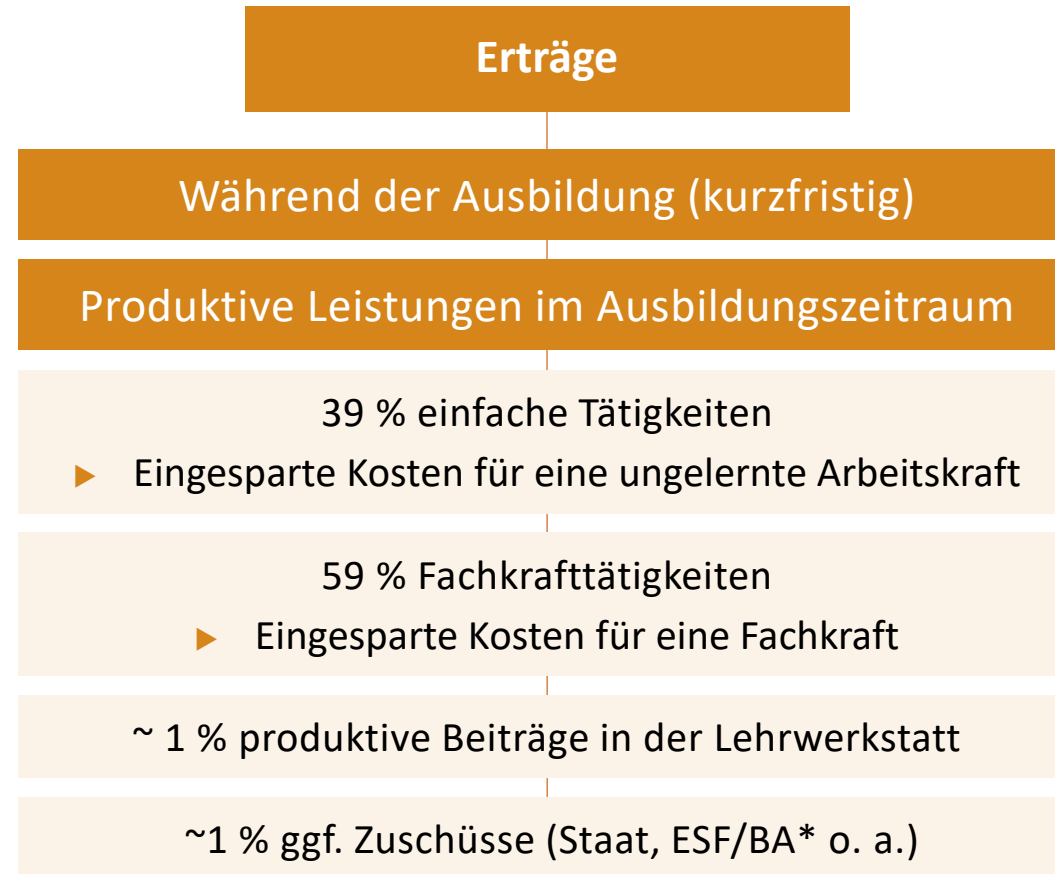 Erträge
Während der Ausbildung (kurzfristig)
Produktive Leistungen im Ausbildungszeitraum
39 % einfache Tätigkeiten
▶ Eingesparte Kosten für eine ungelernte Arbeitskraft
59 % Fachkrafttätigkeiten
▶ Eingesparte Kosten für eine Fachkraft
~ 1 % produktive Beiträge in der Lehrwerkstatt
~1 % ggf. Zuschüsse (Staat, ESF/BA* o. a.)